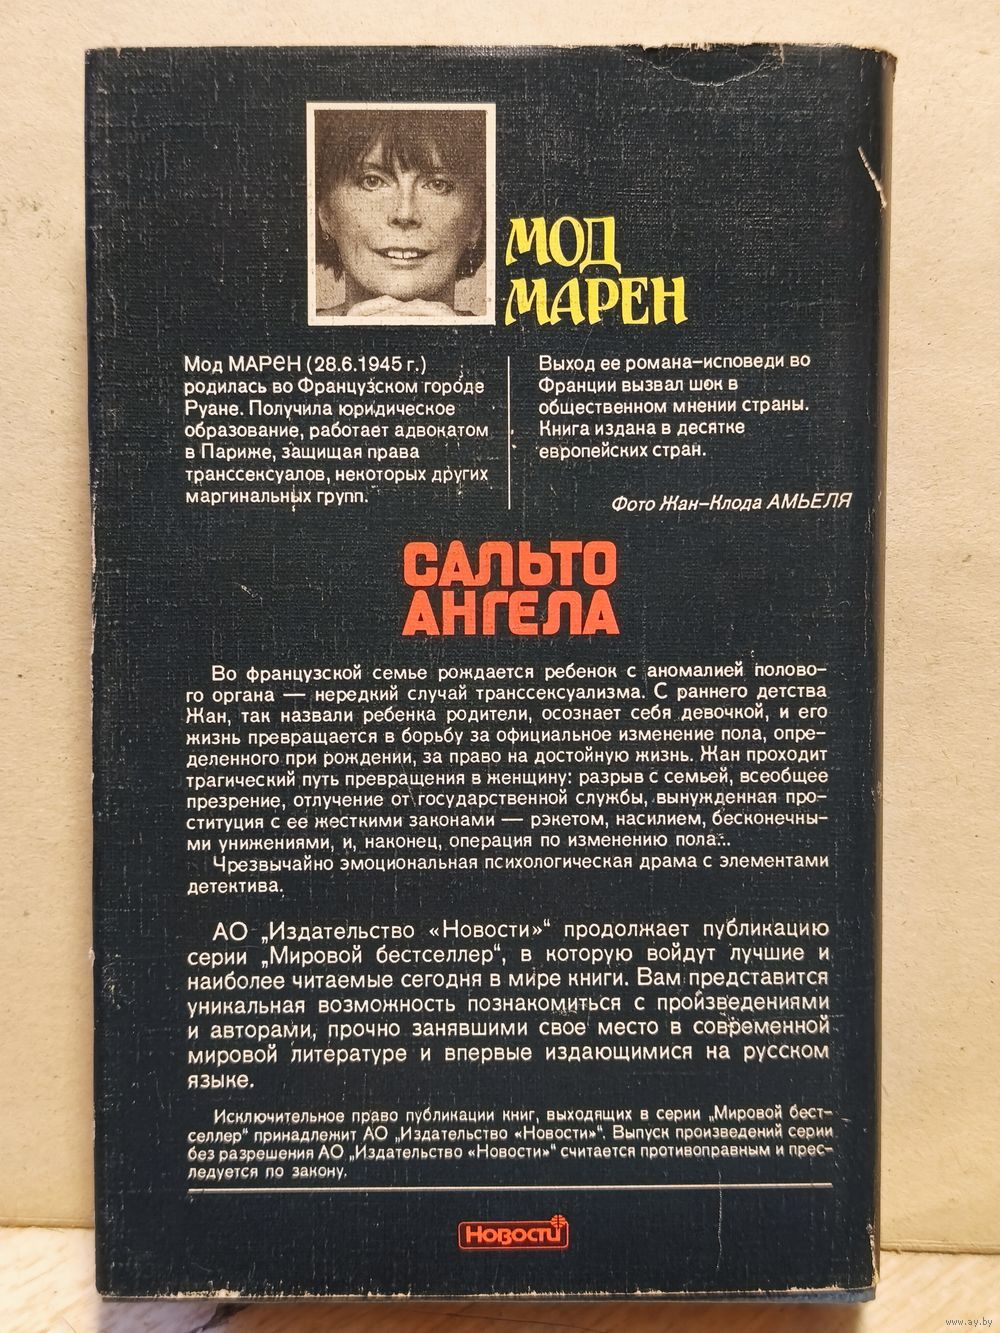 МОД
МАРЕН
Мод МАРЕН (28.6.1945 г.)
родилась во Французском городе
Руане. Получила юридическое
образование, работает адвокатом
в Париже, защищая права
транссексуалов, некоторых других
маргинальных групп.
Выход ее романа-исповеди во
Франции вызвал шок в
общественном мнении страны.
Книга издана в десятке
европейских стран.
Фото Жан-Клода АМЬЕЛЯ
САЛЬТО
АНГЕЛА
Во французской семье рождается ребенок с аномалией полово-
го органа — нередкий случай транссексуализма. С раннего детства
Жан, так назвали ребенка родители, осознает себя девочкой, и его
жизнь превращается в борьбу за официальное изменение пола, опре-
деленного при рождении, за право на достойную жизнь. Жан проходит
трагический путь превращения в женщину: разрыв с семьей, всеобщее
презрение, отлучение от государственной службы, вынужденная про-
ституция с ее жесткими законами — рэкетом, насилием, бесконечны-
ми унижениями, и, наконец, операция по изменению пола...
Чрезвычайно эмоциональная психологическая драма с элементами
детектива.
АО „Издательство «Новости»“ продолжает публикацию
серии „Мировой бестселлер“, в которую войдут лучшие и
наиболее читаемые сегодня в мире книги. Вам представится
уникальная возможность познакомиться с произведениями
и авторами, прочно занявшими свое место в современной
мировой литературе и впервые издающимися на русском
языке.
Исключительное право публикации книг, выходящих в серии „Мировой бест-
селлер“ принадлежит АО „Издательство «Новости»“. Выпуск произведений серии
без разрешения АО „Издательство «Новости»“ считается противоправным и прес-
ледуется по закону.
Новости
www.ay.by